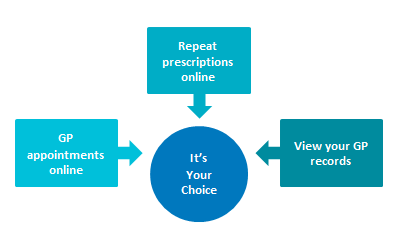 Repeat
prescriptions
online
GP
appointments
online
It's
Your
Choice
View your GP
records